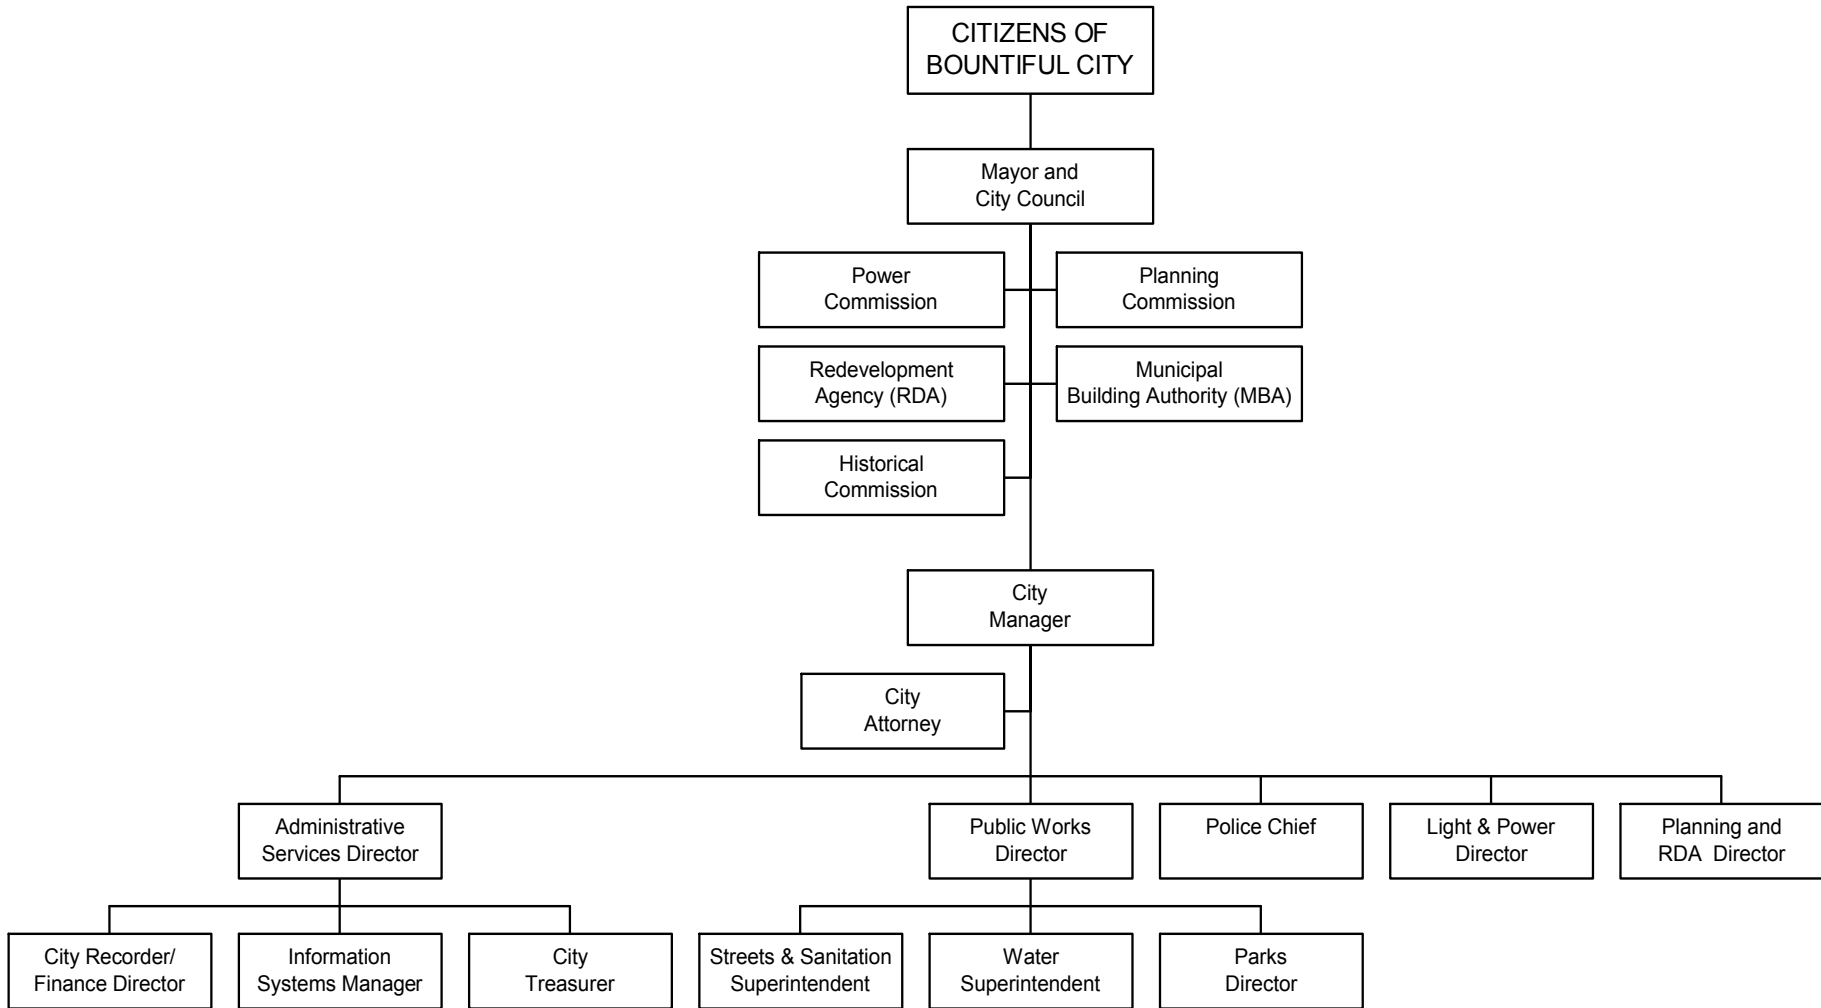 CITIZENS OF
BOUNTIFUL CITY
Mayor and
City Council
Power
Commission
Planning
Commission
Redevelopment
Agency (RDA)
Municipal
Building Authority (MBA)
Historical
Commission
City
Manager
City
Attorney
Administrative
Services Director
Public Works
Director
Police Chief
Light & Power
Director
Planning and
RDA Director
City Recorder/
Finance Director
Information
Systems Manager
City
Treasurer
Streets & Sanitation
Superintendent
Water
Superintendent
Parks
Director